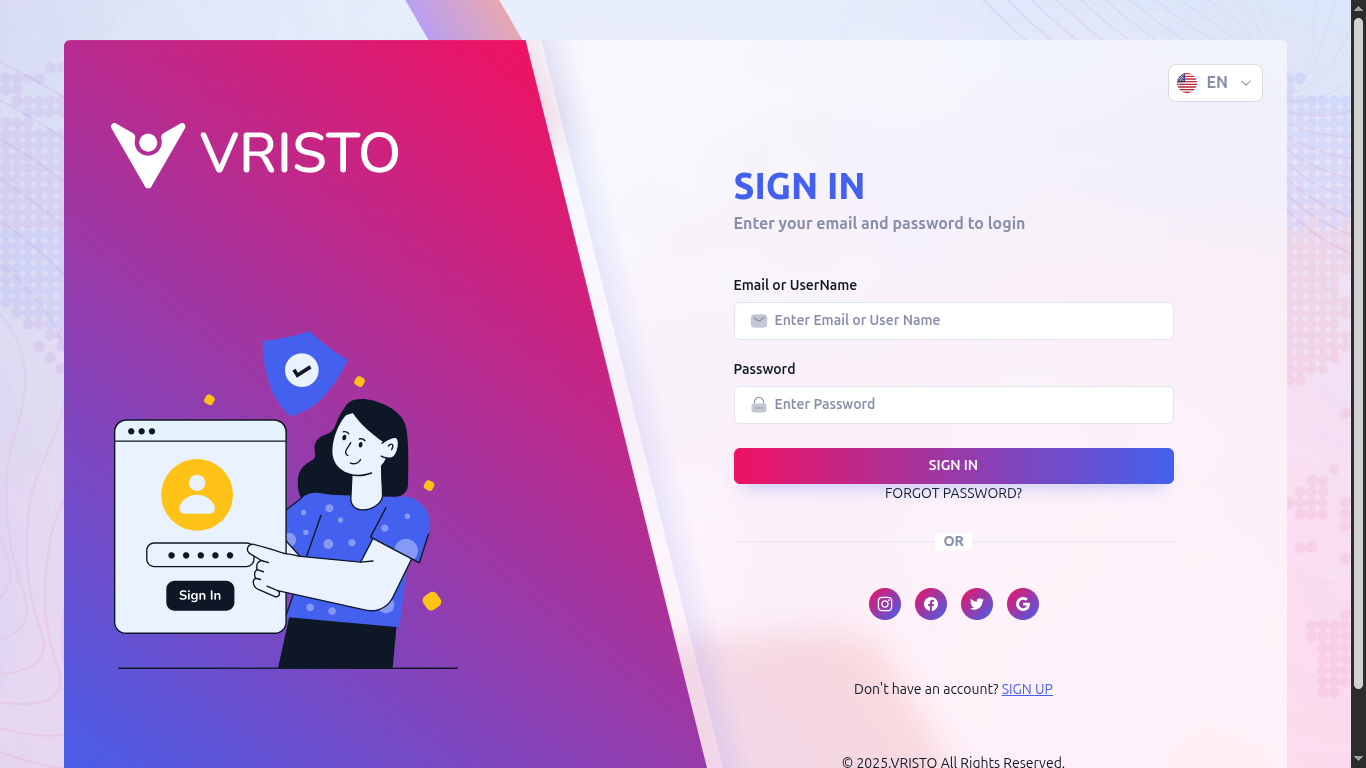 VRISTO
EN
SIGN IN
Enter your email and password to login
Email or UserName
Enter Email or User Name
Password
Enter Password
SIGN IN
FORGOT PASSWORD?
OR
Sign In
Don't have an account? SIGN UP
© 2025.VRISTO All Rights Reserved.